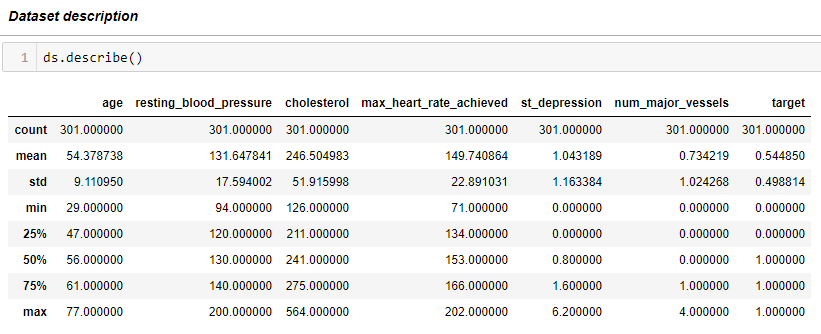 Dataset description
1 ds.describe()
age resting_blood_pressure cholesterol max_heart_rate_achieved st_depression num_major_vessels target
count 301.000000 301.000000 301.000000 301.000000 301.000000 301.000000 301.000000
mean 54.378738 131.647841 246.504983 149.740864 1.043189 0.734219 0.544850
std 9.110950 17.594002 51.915998 22.891031 1.163384 1.024268 0.498814
min 29.000000 94.000000 126.000000 71.000000 0.000000 0.000000 0.000000
25% 47.000000 120.000000 211.000000 134.000000 0.000000 0.000000 0.000000
50% 56.000000 130.000000 241.000000 153.000000 0.800000 0.000000 1.000000
75% 61.000000 140.000000 275.000000 166.000000 1.600000 1.000000 1.000000
max 77.000000 200.000000 564.000000 202.000000 6.200000 4.000000 1.000000